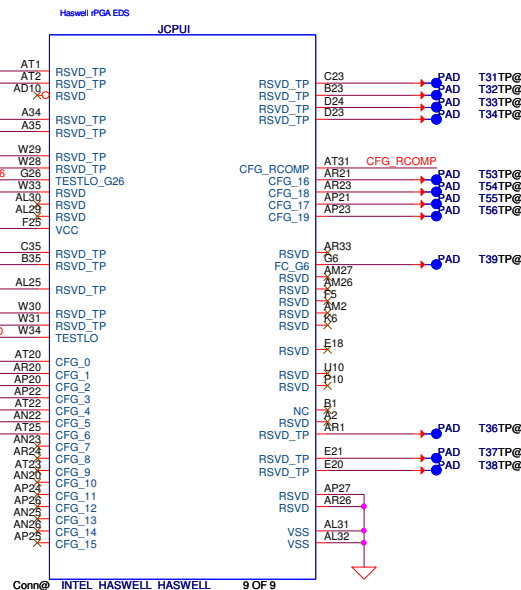 Haswell rPGA EDS
JCPUI
AT1 RSVD_TP
AT2 RSVD_TP
AD10 RSVD
A34 RSVD_TP
A35 RSVD_TP
W29 RSVD_TP
W28 RSVD_TP
G26 TESTLO_G26
W33 RSVD
AL30 RSVD
AL29 RSVD
F25 VCC
C35 RSVD_TP
B35 RSVD_TP
AL25 RSVD_TP
W30 RSVD_TP
W31 RSVD_TP
W34 TESTLO
AT20 CFG_0
AR20 CFG_1
AP20 CFG_2
AP22 CFG_3
AT22 CFG_4
AN22 CFG_5
AT25 CFG_6
AN23 CFG_7
AR24 CFG_8
AT23 CFG_9
AN20 CFG_10
AP24 CFG_11
AP26 CFG_12
AN25 CFG_13
AN26 CFG_14
AP25 CFG_15
RSVD_TP C23 PAD T31TP@
RSVD_TP B23 PAD T32TP@
RSVD_TP D24 PAD T33TP@
RSVD_TP D23 PAD T34TP@
CFG_RCOMP AT31 CFG_RCOMP
CFG_16 AR21 PAD T53TP@
CFG_18 AR23 PAD T54TP@
CFG_17 AP21 PAD T55TP@
CFG_19 AP23 PAD T56TP@
RSVD AR33
FC_G6 G6 PAD T39TP@
RSVD AM27
RSVD AM26
RSVD F5
RSVD AM2
RSVD K6
RSVD E18
RSVD U10
RSVD P10
NC B1
RSVD A2
RSVD_TP AR1 PAD T36TP@
RSVD_TP E21 PAD T37TP@
RSVD_TP E20 PAD T38TP@
RSVD AP27
RSVD AR26
VSS AL31
VSS AL32
Conn@ INTEL_HASWELL_HASWELL 9 OF 9